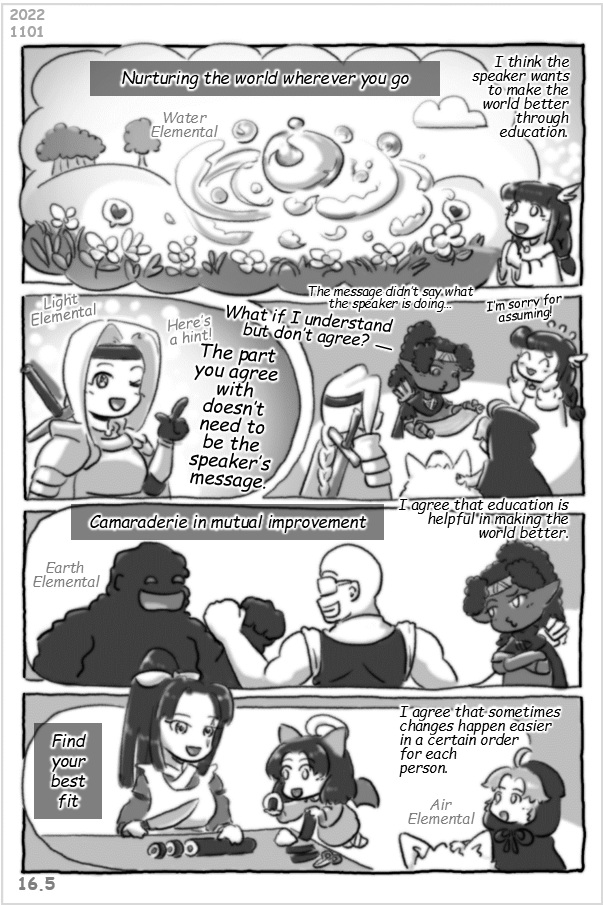 2022
1101
Nurturing the world wherever you go
I think the
speaker wants
to make the
world better
through
education.
Water
Elemental
Light
Elemental
Here's
a hint!
The part
you agree
with
doesn't
need to
be the
speaker's
message.
The message didn't say what
the speaker is doing...
What if I understand
but don't agree? —
I'm sorry for
assuming!
Camaraderie in mutual improvement
I agree that education is
helpful in making the
world better.
Earth
Elemental
Find
your
best
fit
I agree that sometimes
changes happen easier
in a certain order
for each
person.
Air
Elemental
16.5